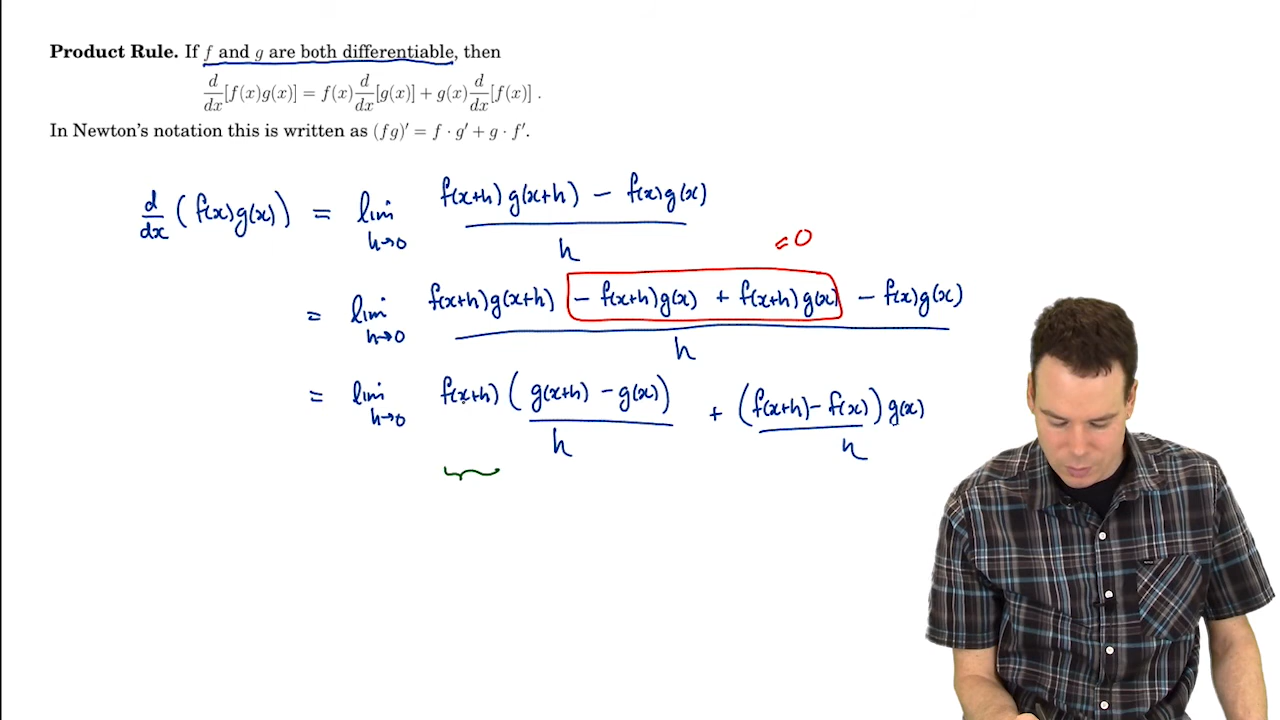 Product Rule. If f and g are both differentiable, then
d/dx[f(x)g(x)] = f(x)d/dx[g(x)] + g(x)d/dx[f(x)] .
In Newton's notation this is written as (fg)′ = f · g′ + g · f′.
d/dx (f(x)g(x)) = lim h→0 f(x+h)g(x+h) − f(x)g(x) / h
= 0
= lim h→0 f(x+h)g(x+h) − f(x+h)g(x) + f(x+h)g(x) − f(x)g(x) / h
= lim h→0 f(x+h) (g(x+h) − g(x)) / h + (f(x+h) − f(x)) g(x) / h